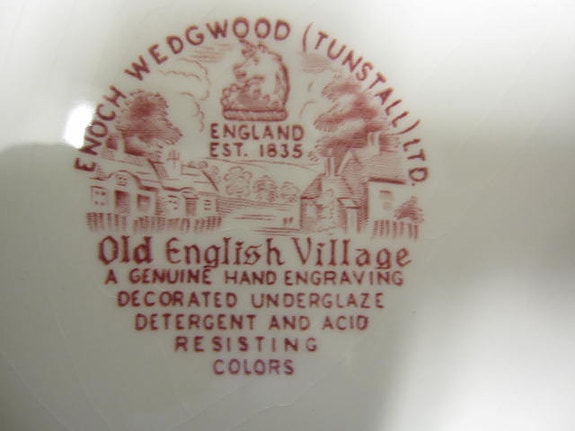 ENOCH WEDGWOOD (TUNSTALL) LTD.
ENGLAND
EST. 1835
Old English Village
A GENUINE HAND ENGRAVING
DECORATED UNDERGLAZE
DETERGENT AND ACID
RESISTING
COLORS